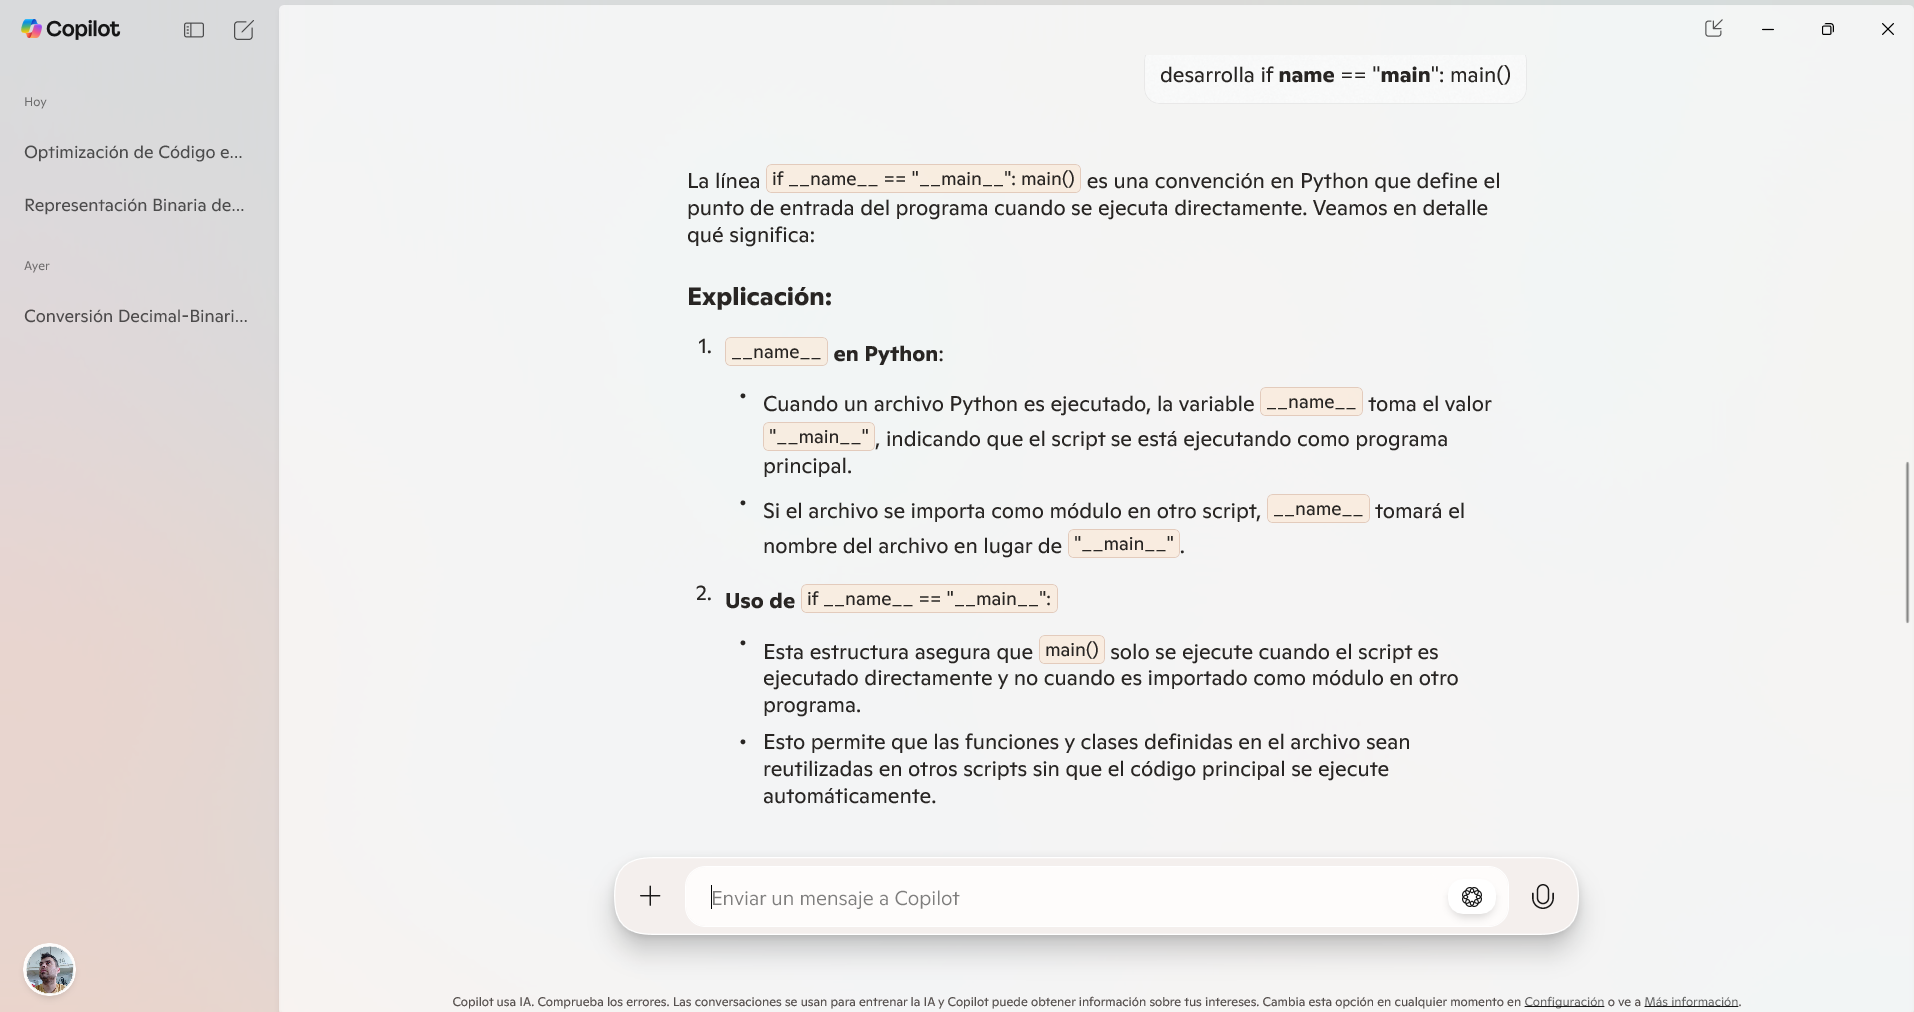 Copilot
Hoy
Optimización de Código e...
Representación Binaria de...
Ayer
Conversión Decimal-Binari...
desarrolla if name == "main": main()
La línea if __name__ == "__main__": main() es una convención en Python que define el
punto de entrada del programa cuando se ejecuta directamente. Veamos en detalle
qué significa:
Explicación:
1. __name__ en Python:
• Cuando un archivo Python es ejecutado, la variable __name__ toma el valor
"__main__", indicando que el script se está ejecutando como programa
principal.
• Si el archivo se importa como módulo en otro script, __name__ tomará el
nombre del archivo en lugar de "__main__".
2. Uso de if __name__ == "__main__":
• Esta estructura asegura que main() solo se ejecute cuando el script es
ejecutado directamente y no cuando es importado como módulo en otro
programa.
• Esto permite que las funciones y clases definidas en el archivo sean
reutilizadas en otros scripts sin que el código principal se ejecute
automáticamente.
Enviar un mensaje a Copilot
Copilot usa IA. Comprueba los errores. Las conversaciones se usan para entrenar la IA y Copilot puede obtener información sobre tus intereses. Cambia esta opción en cualquier momento en Configuración o ve a Más información.